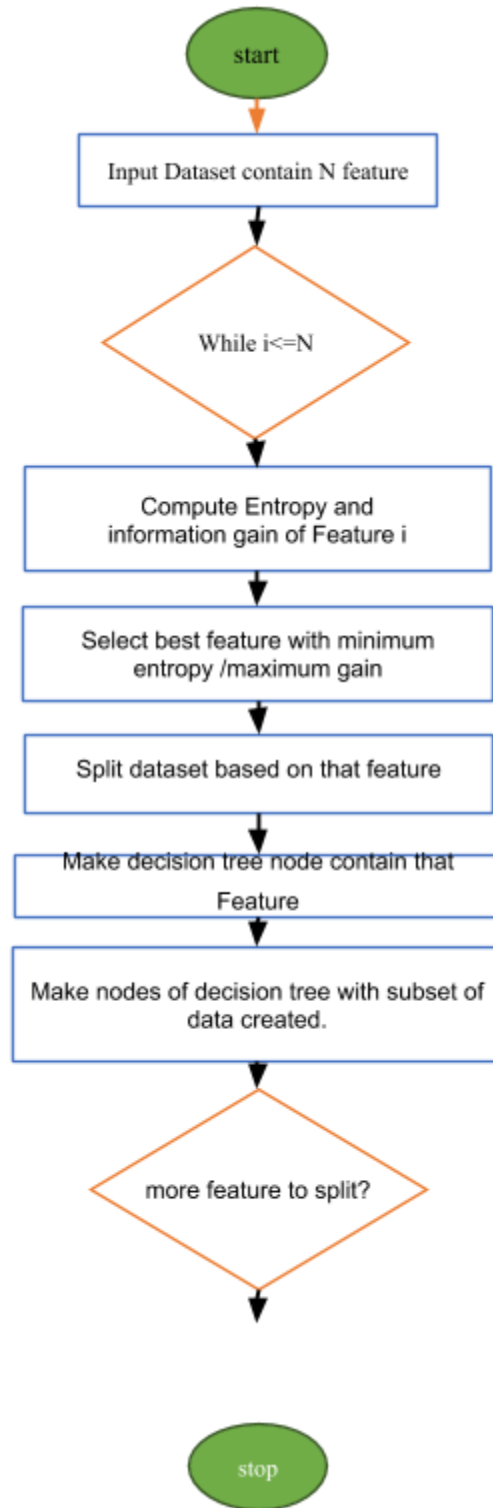 start
Input Dataset contain N feature
While i<=N
Compute Entropy and
information gain of Feature i
Select best feature with minimum
entropy /maximum gain
Split dataset based on that feature
Make decision tree node contain that
Feature
Make nodes of decision tree with subset of
data created.
more feature to split?
stop